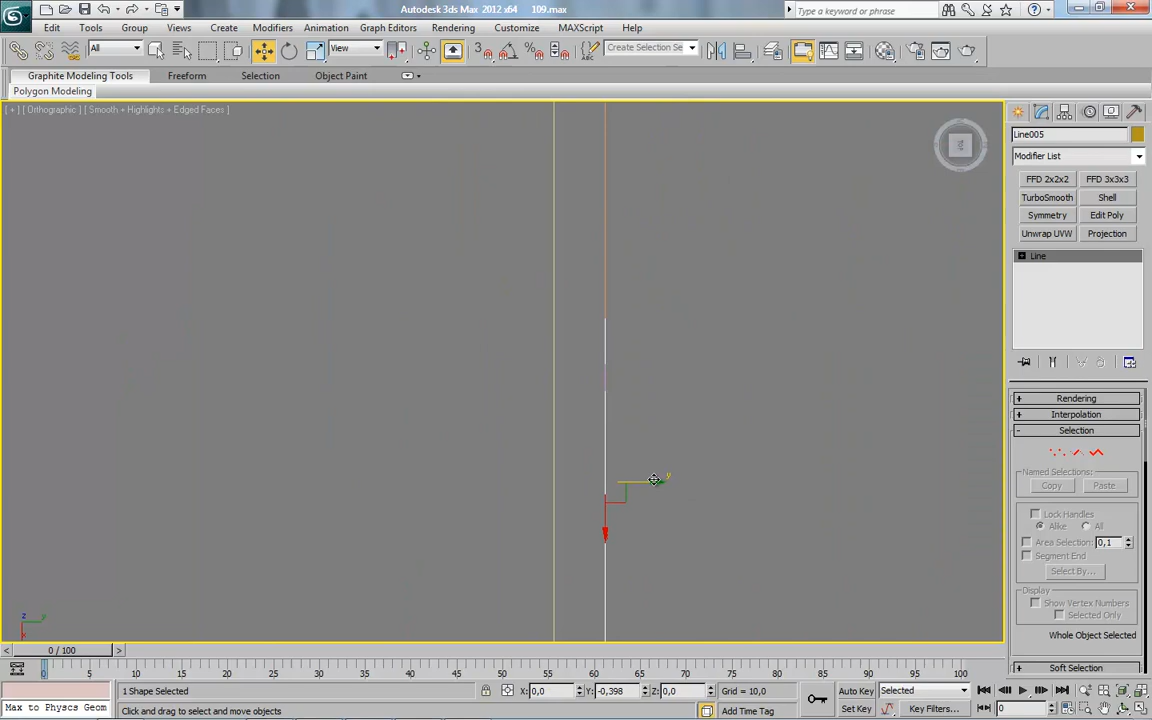 Autodesk 3ds Max 2012 x64 109.max
Type a keyword or phrase
Edit Tools Group Views Create Modifiers Animation Graph Editors Rendering Customize MAXScript Help
All View 3 Create Selection Se
Graphite Modeling Tools Freeform Selection Object Paint
Polygon Modeling
[ + ] [ Orthographic ] [ Smooth + Highlights + Edged Faces ]
Line005
Modifier List
FFD 2x2x2 FFD 3x3x3
TurboSmooth Shell
Symmetry Edit Poly
Unwrap UVW Projection
Line
+ Rendering
+ Interpolation
- Selection
Named Selections:
Copy Paste
Lock Handles
Alike All
Area Selection: 0,1
Segment End
Select By...
Display
Show Vertex Numbers
Selected Only
Whole Object Selected
+ Soft Selection
y
z y
x
< 0 / 100 >
0 5 10 15 20 25 30 35 40 45 50 55 60 65 70 75 80 85 90 95 100
1 Shape Selected X: 0,0 Y: -0,398 Z: 0,0 Grid = 10,0 Auto Key Selected
Max to Physcs Geom Click and drag to select and move objects Add Time Tag Set Key Key Filters... 0